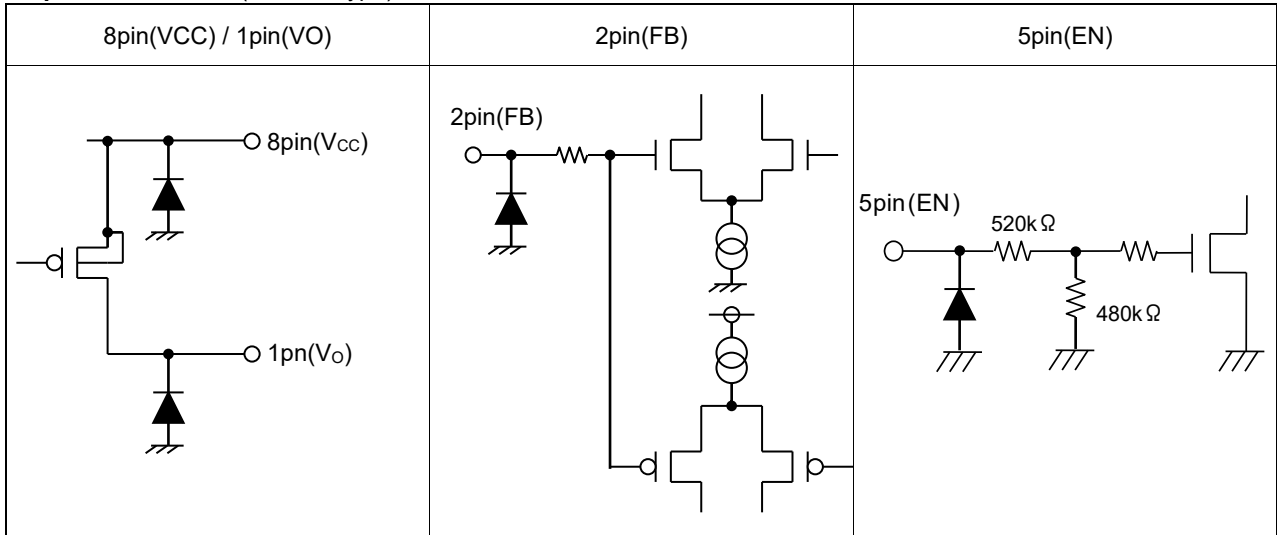 8pin(VCC) / 1pin(VO)
2pin(FB)
5pin(EN)
8pin(VCC)
1pn(VO)
2pin(FB)
5pin(EN)
520kΩ
480kΩ